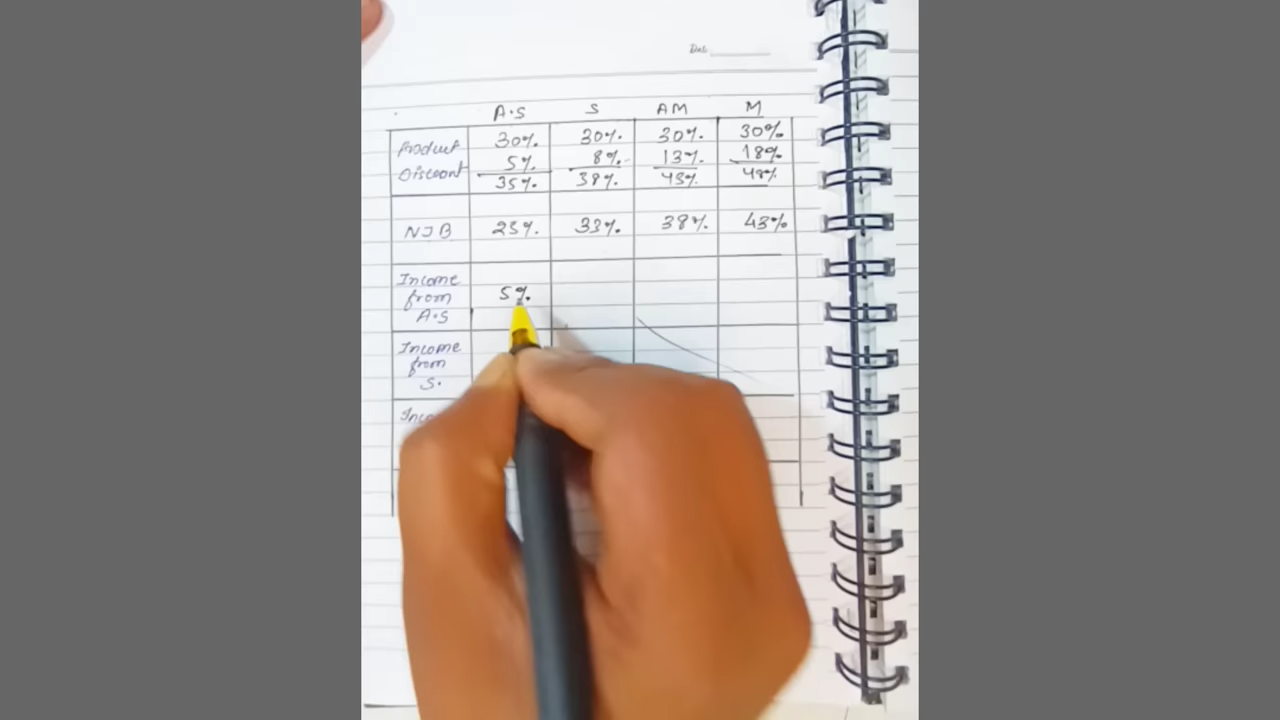 Date
A.S S AM M
Product 30% 30% 30% 30%
Discount 5% 8% 13% 18%
35% 38% 43% 48%
NJB 25% 33% 38% 43%
Income
from 5%
A.S
Income
from
S.